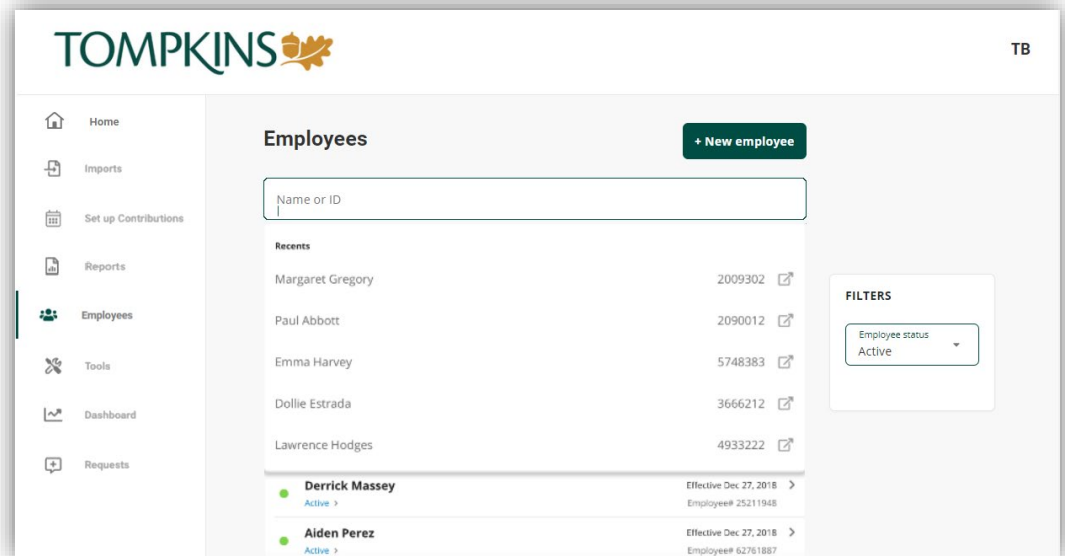 TOMPKINS
TB
Home
Imports
Set up Contributions
Reports
Employees
Tools
Dashboard
Requests
Employees
+ New employee
Name or ID
Recents
Margaret Gregory 2009302
Paul Abbott 2090012
Emma Harvey 5748383
Dollie Estrada 3666212
Lawrence Hodges 4933222
Derrick Massey Effective Dec 27, 2018
Active > Employee# 25211948
Aiden Perez Effective Dec 27, 2018
Active > Employee# 62761887
FILTERS
Employee status
Active